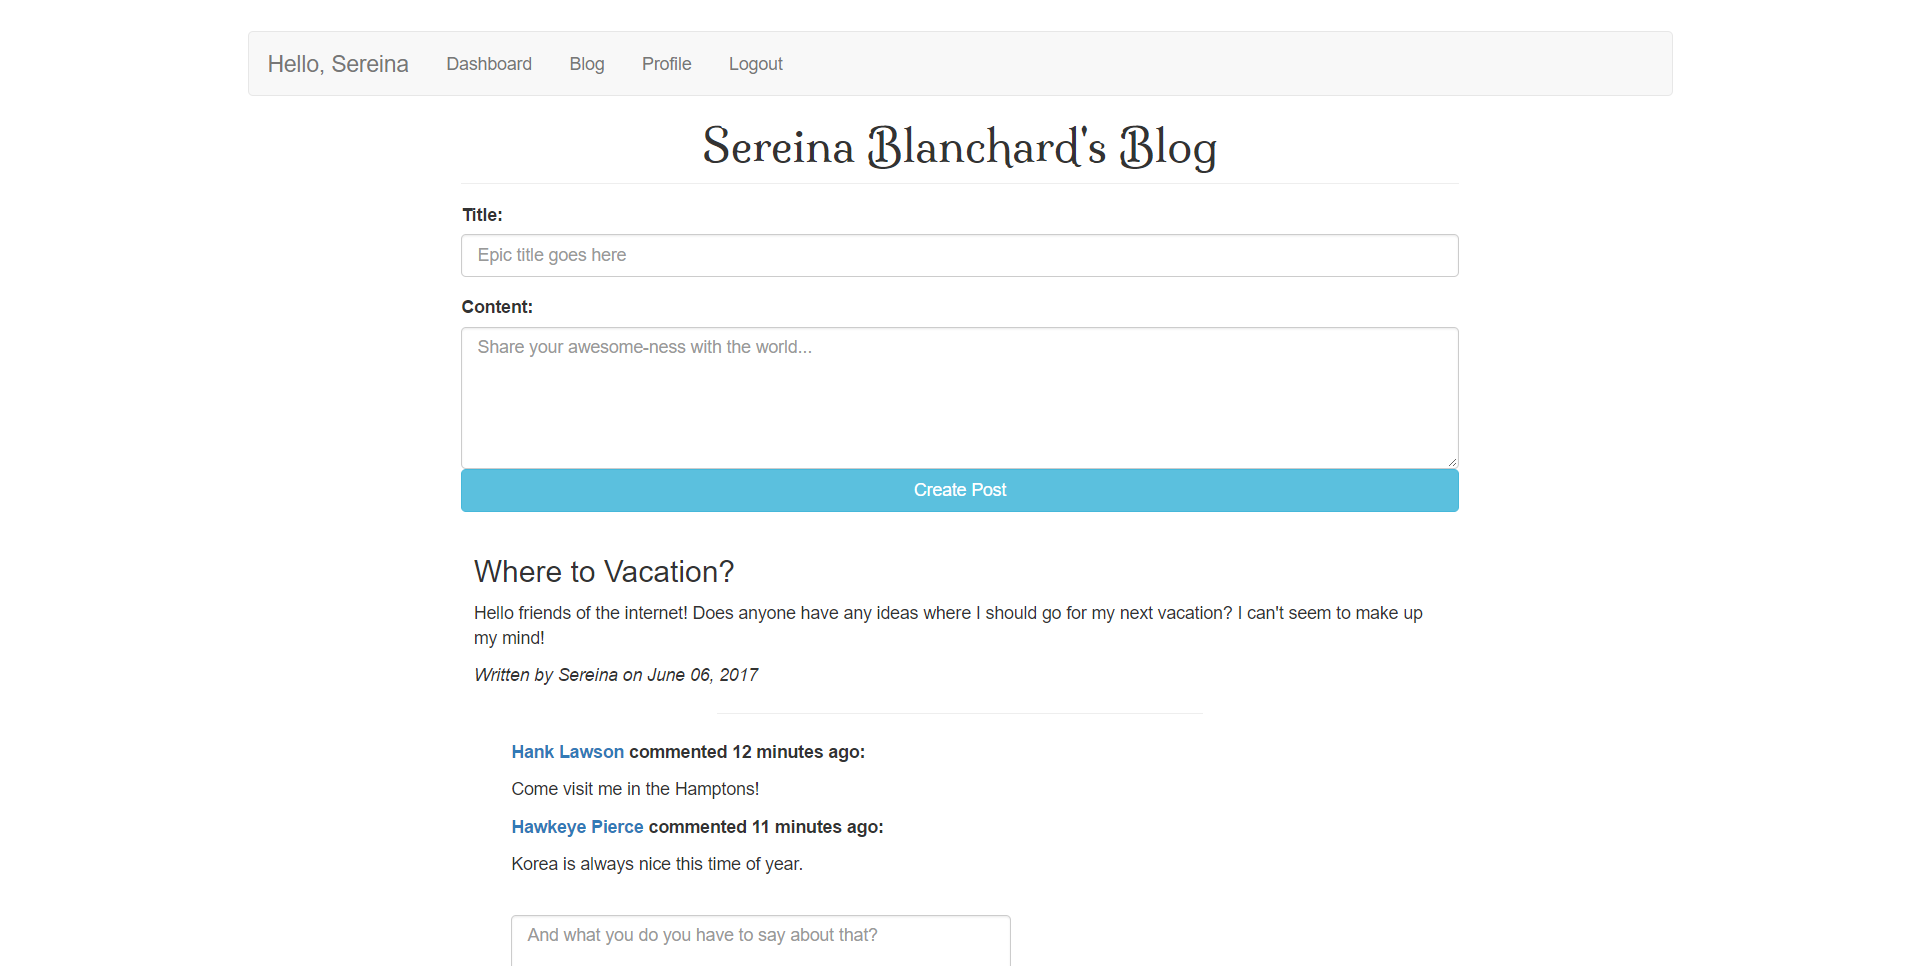 Hello, Sereina Dashboard Blog Profile Logout
Sereina Blanchard's Blog
Title:
Epic title goes here
Content:
Share your awesome-ness with the world...
Create Post
Where to Vacation?
Hello friends of the internet! Does anyone have any ideas where I should go for my next vacation? I can't seem to make up
my mind!
Written by Sereina on June 06, 2017
Hank Lawson commented 12 minutes ago:
Come visit me in the Hamptons!
Hawkeye Pierce commented 11 minutes ago:
Korea is always nice this time of year.
And what you do you have to say about that?